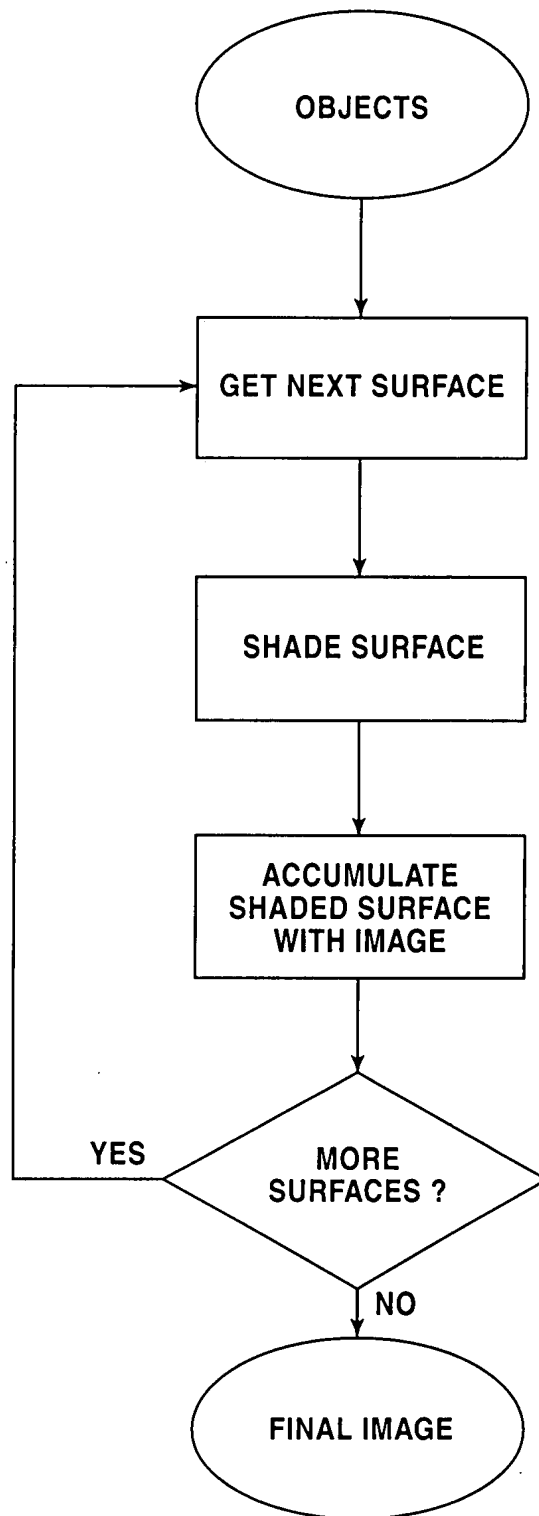 OBJECTS
GET NEXT SURFACE
SHADE SURFACE
ACCUMULATE
SHADED SURFACE
WITH IMAGE
YES
MORE
SURFACES ?
NO
FINAL IMAGE